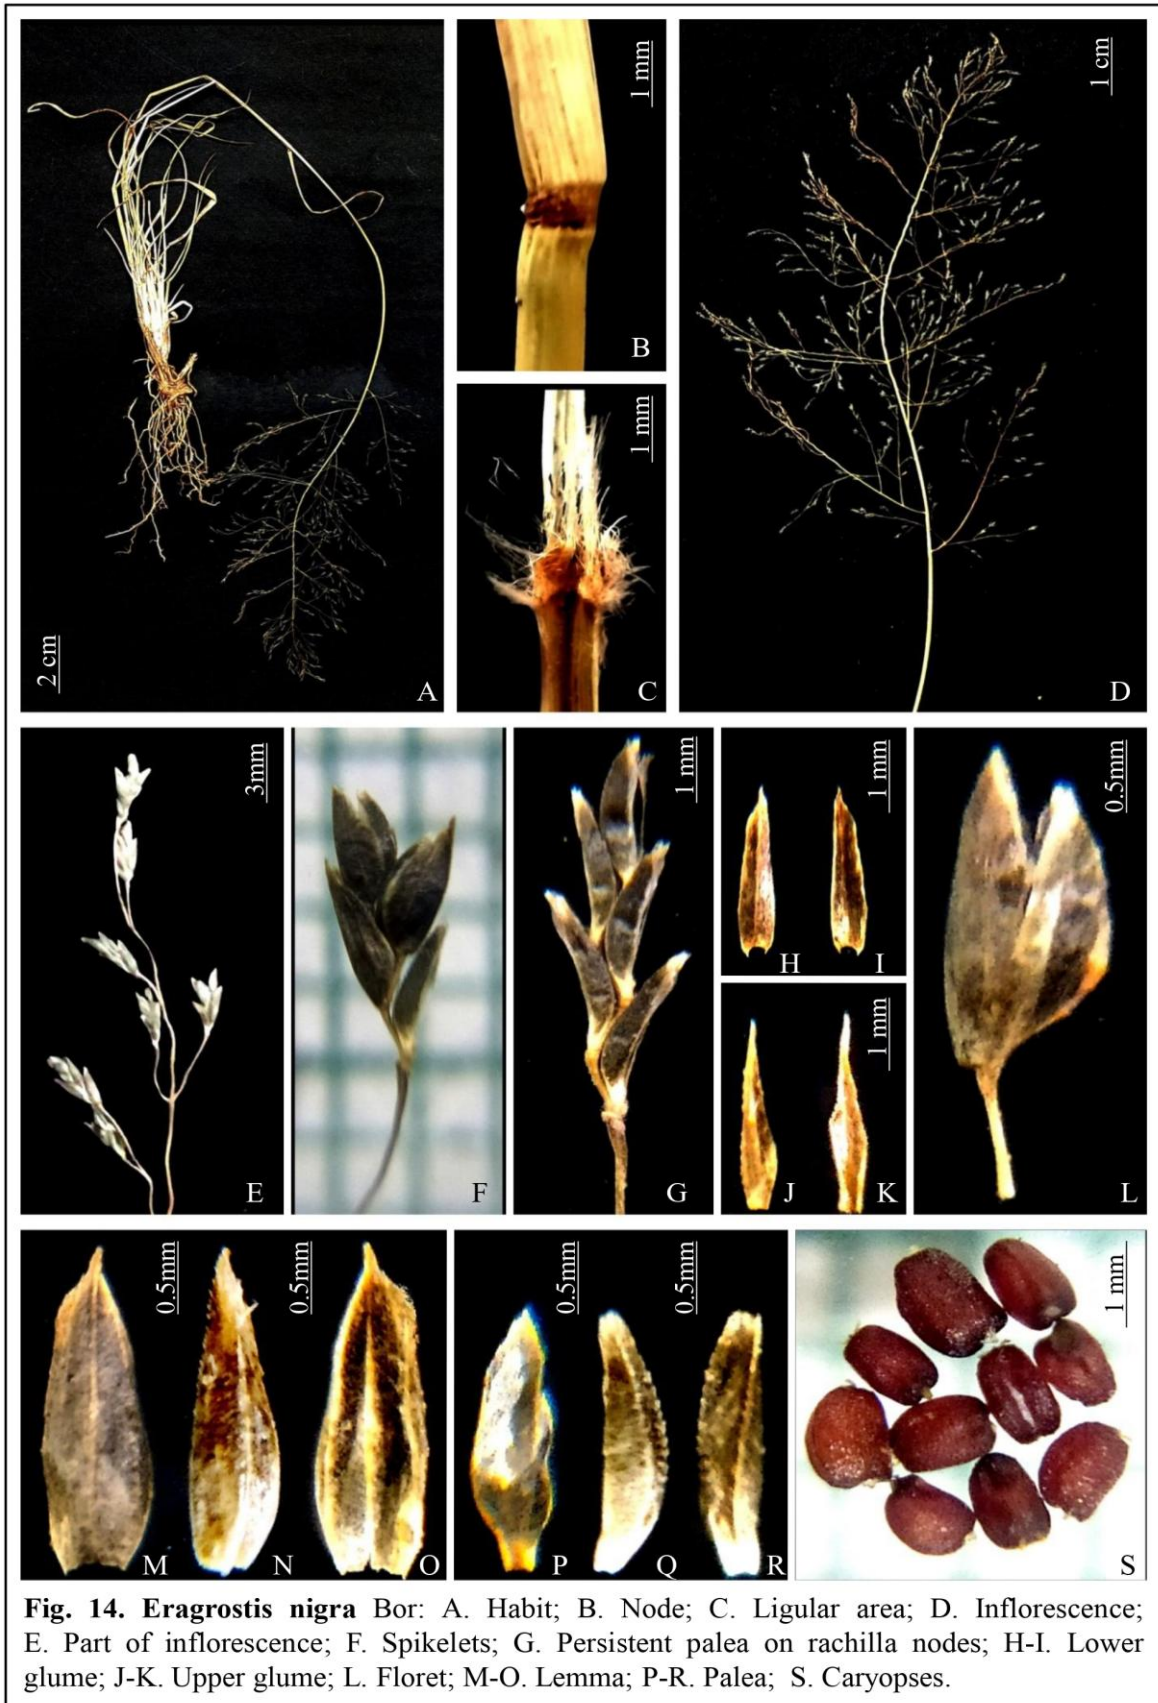 1 mm
1 cm
B
1 mm
2 cm
A
C
D
3mm
1 mm
1 mm
0.5mm
H
I
1 mm
E
F
G
J
K
L
0.5mm
0.5mm
0.5mm
0.5mm
1 mm
M
N
O
P
Q
R
S
Fig. 14. Eragrostis nigra Bor: A. Habit; B. Node; C. Ligular area; D. Inflorescence;
E. Part of inflorescence; F. Spikelets; G. Persistent palea on rachilla nodes; H-I. Lower
glume; J-K. Upper glume; L. Floret; M-O. Lemma; P-R. Palea; S. Caryopses.